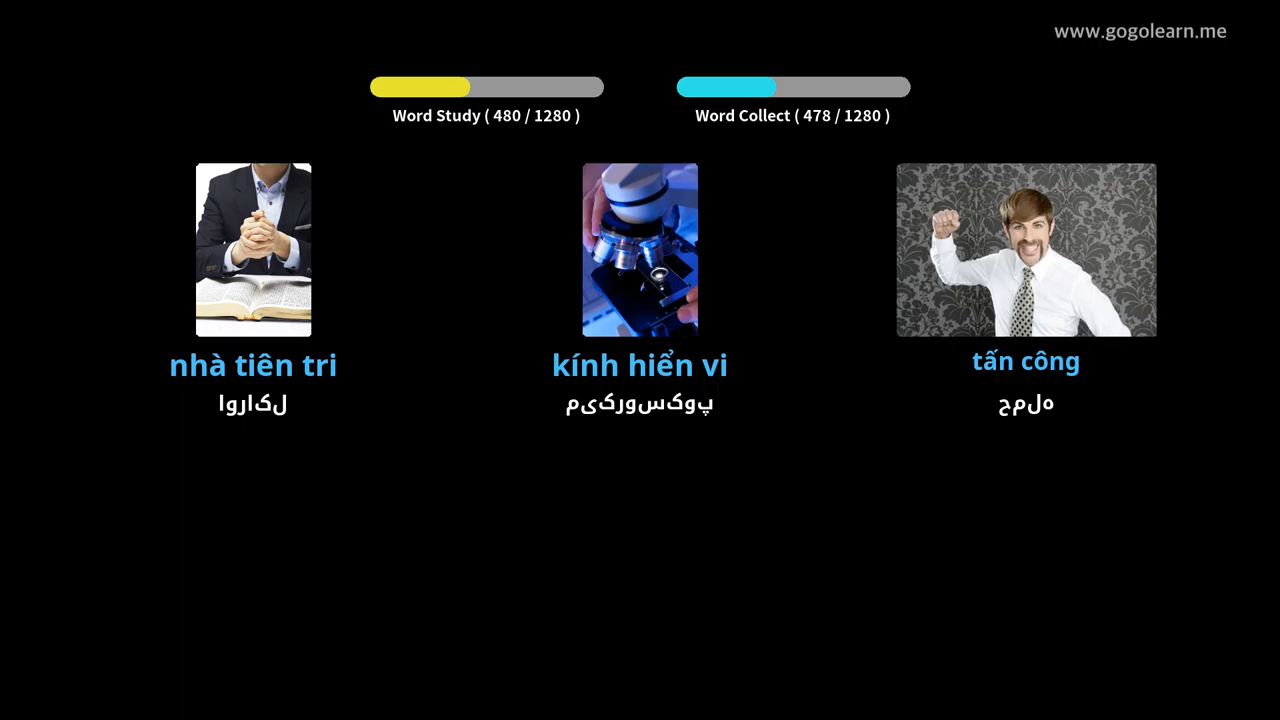 www.gogolearn.me
Word Study ( 480 / 1280 )
Word Collect ( 478 / 1280 )
nhà tiên tri
لکاروا
kính hiển vi
پوکسورکیم
tấn công
هلمح